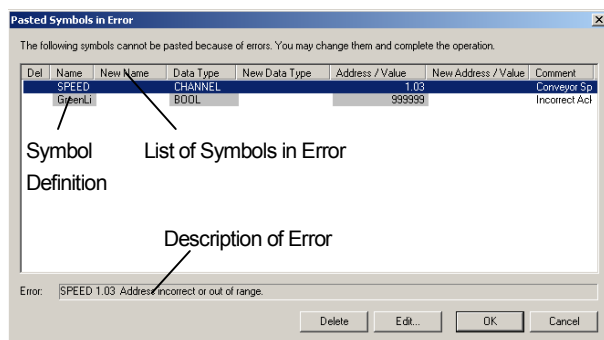 Pasted Symbols in Error
The following symbols cannot be pasted because of errors. You may change them and complete the operation.
Del Name New Name Data Type New Data Type Address / Value New Address / Value Comment
SPEED CHANNEL 1.03 Conveyor Sp
GreenLi BOOL 999999 Incorrect Ack
Symbol List of Symbols in Error
Definition
Description of Error
Error: SPEED 1.03 Address incorrect or out of range.
Delete Edit... OK Cancel